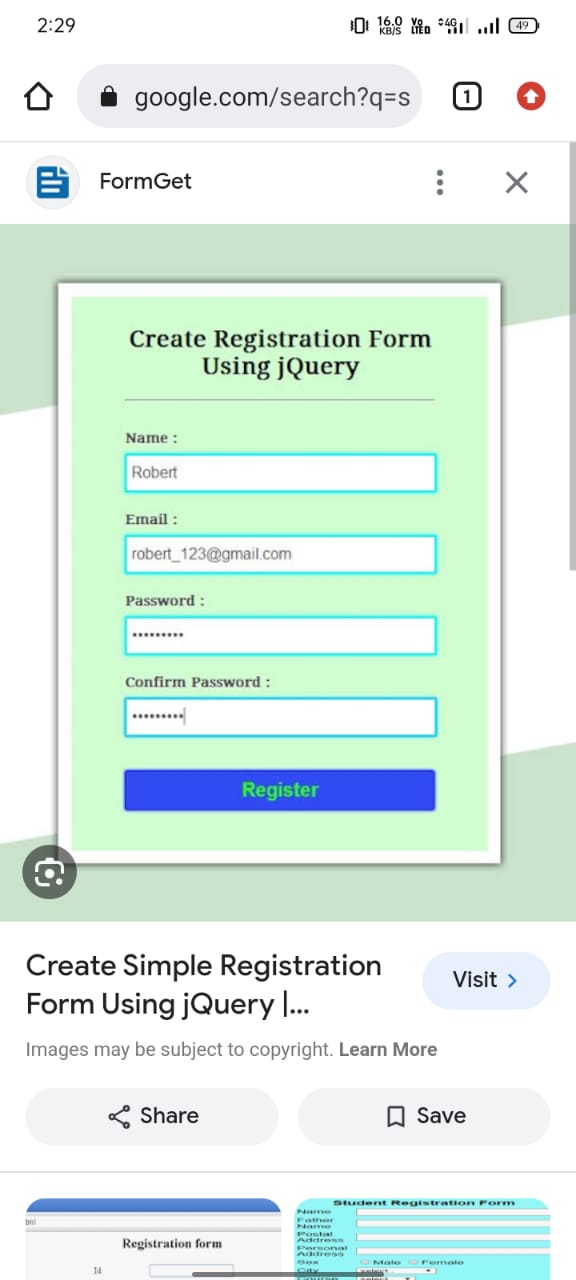 2:29
16.0 KB/S
Vo LTED
4G
49
google.com/search?q=s
1
FormGet
Create Registration Form
Using jQuery
Name :
Robert
Email :
robert_123@gmail.com
Password :
•••••••••
Confirm Password :
•••••••••
Register
Create Simple Registration
Form Using jQuery |...
Visit
Images may be subject to copyright. Learn More
Share
Save
Student Registration Form
Name
Father
Name
Postal
Address
Personal
Address
Sex
Male
Female
City
Course
select
Registration form
Id